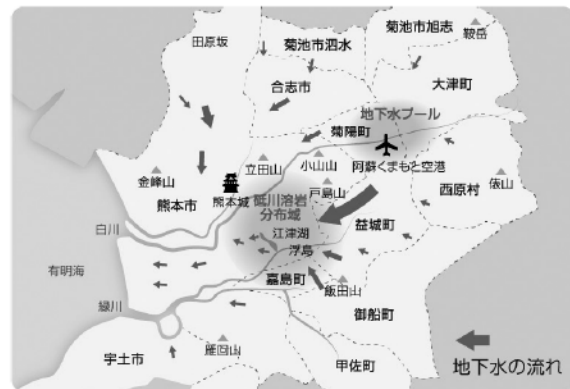 菊池市旭志
鞍岳
田原坂
菊池市泗水
合志市
大津町
地下水プール
菊陽町
阿蘇くまもと空港
立田山
小山山
戸島山
金峰山
熊本城
熊本市
砥川溶岩
分布域
西原村
俵山
益城町
江津湖
浮島
白川
有明海
嘉島町
飯田山
緑川
御船町
宇土市
雁回山
甲佐町
地下水の流れ